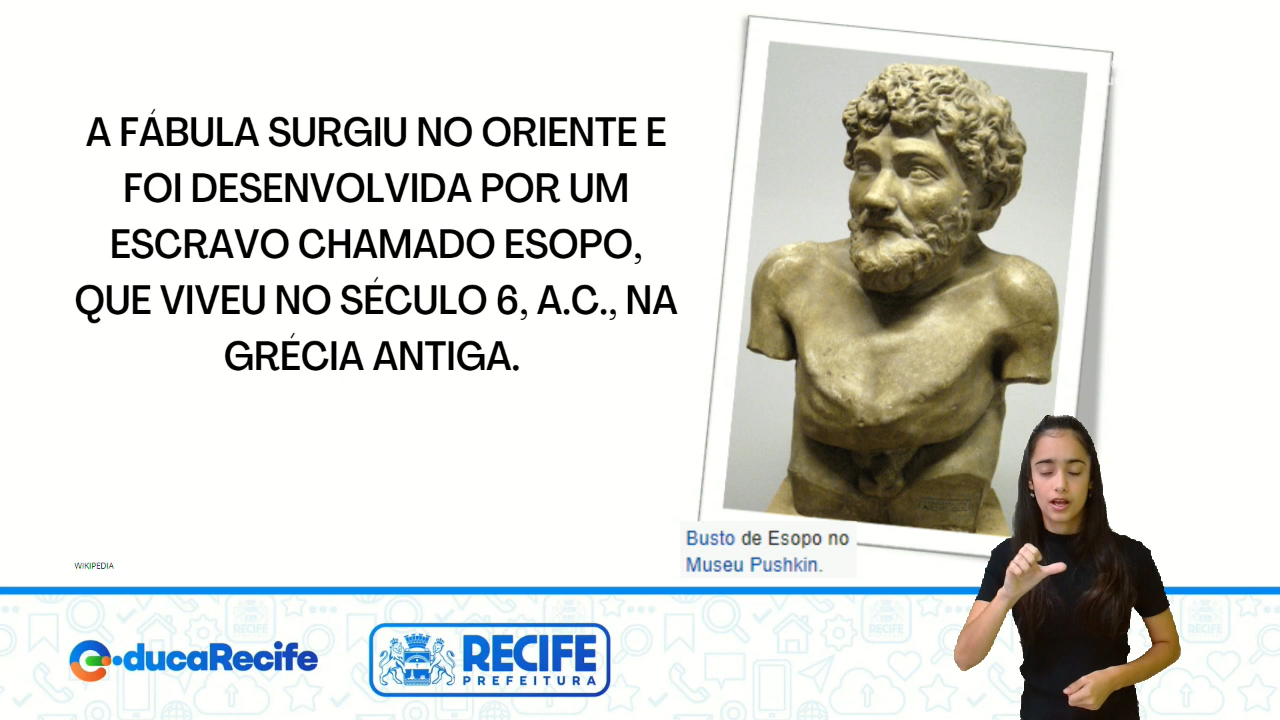 A FÁBULA SURGIU NO ORIENTE E
FOI DESENVOLVIDA POR UM
ESCRAVO CHAMADO ESOPO,
QUE VIVEU NO SÉCULO 6, A.C., NA
GRÉCIA ANTIGA.
Busto de Esopo no
Museu Pushkin.
WIKIPEDIA
ducaRecife
RECIFE
PREFEITURA